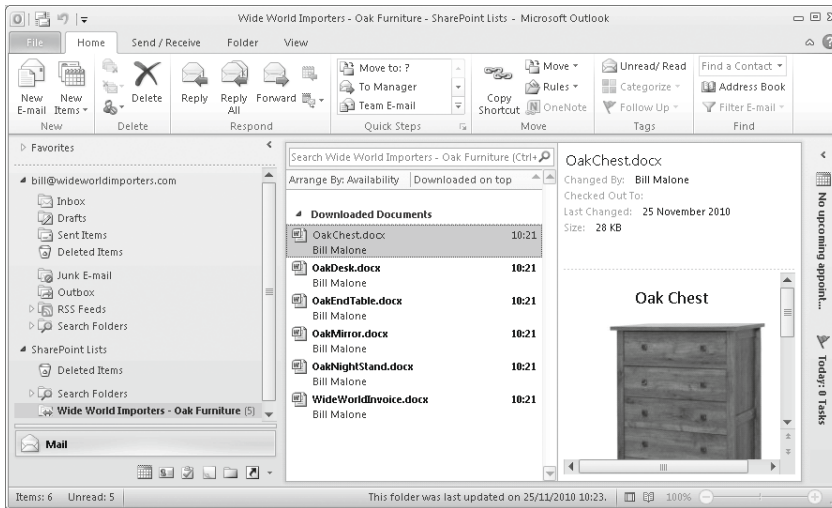 Wide World Importers - Oak Furniture - SharePoint Lists - Microsoft Outlook
File Home Send / Receive Folder View
New E-mail
New Items
New
Delete
Delete
Reply
Reply All
Forward
Respond
Move to: ?
To Manager
Team E-mail
Quick Steps
Copy Shortcut
Move
Rules
OneNote
Move
Unread/ Read
Categorize
Follow Up
Tags
Find a Contact
Address Book
Filter E-mail
Find
Favorites
bill@wideworldimporters.com
Inbox
Drafts
Sent Items
Deleted Items
Junk E-mail
Outbox
RSS Feeds
Search Folders
SharePoint Lists
Deleted Items
Search Folders
Wide World Importers - Oak Furniture (5)
Mail
Search Wide World Importers - Oak Furniture (Ctrl+
Arrange By: Availability Downloaded on top
Downloaded Documents
OakChest.docx 10:21
Bill Malone
OakDesk.docx 10:21
Bill Malone
OakEndTable.docx 10:21
Bill Malone
OakMirror.docx 10:21
Bill Malone
OakNightStand.docx 10:21
Bill Malone
WideWorldInvoice.docx 10:21
Bill Malone
OakChest.docx
Changed By: Bill Malone
Checked Out To:
Last Changed: 25 November 2010
Size: 28 KB
Oak Chest
No upcoming appoint...
Today: 0 Tasks
Items: 6 Unread: 5
This folder was last updated on 25/11/2010 10:23.
100%